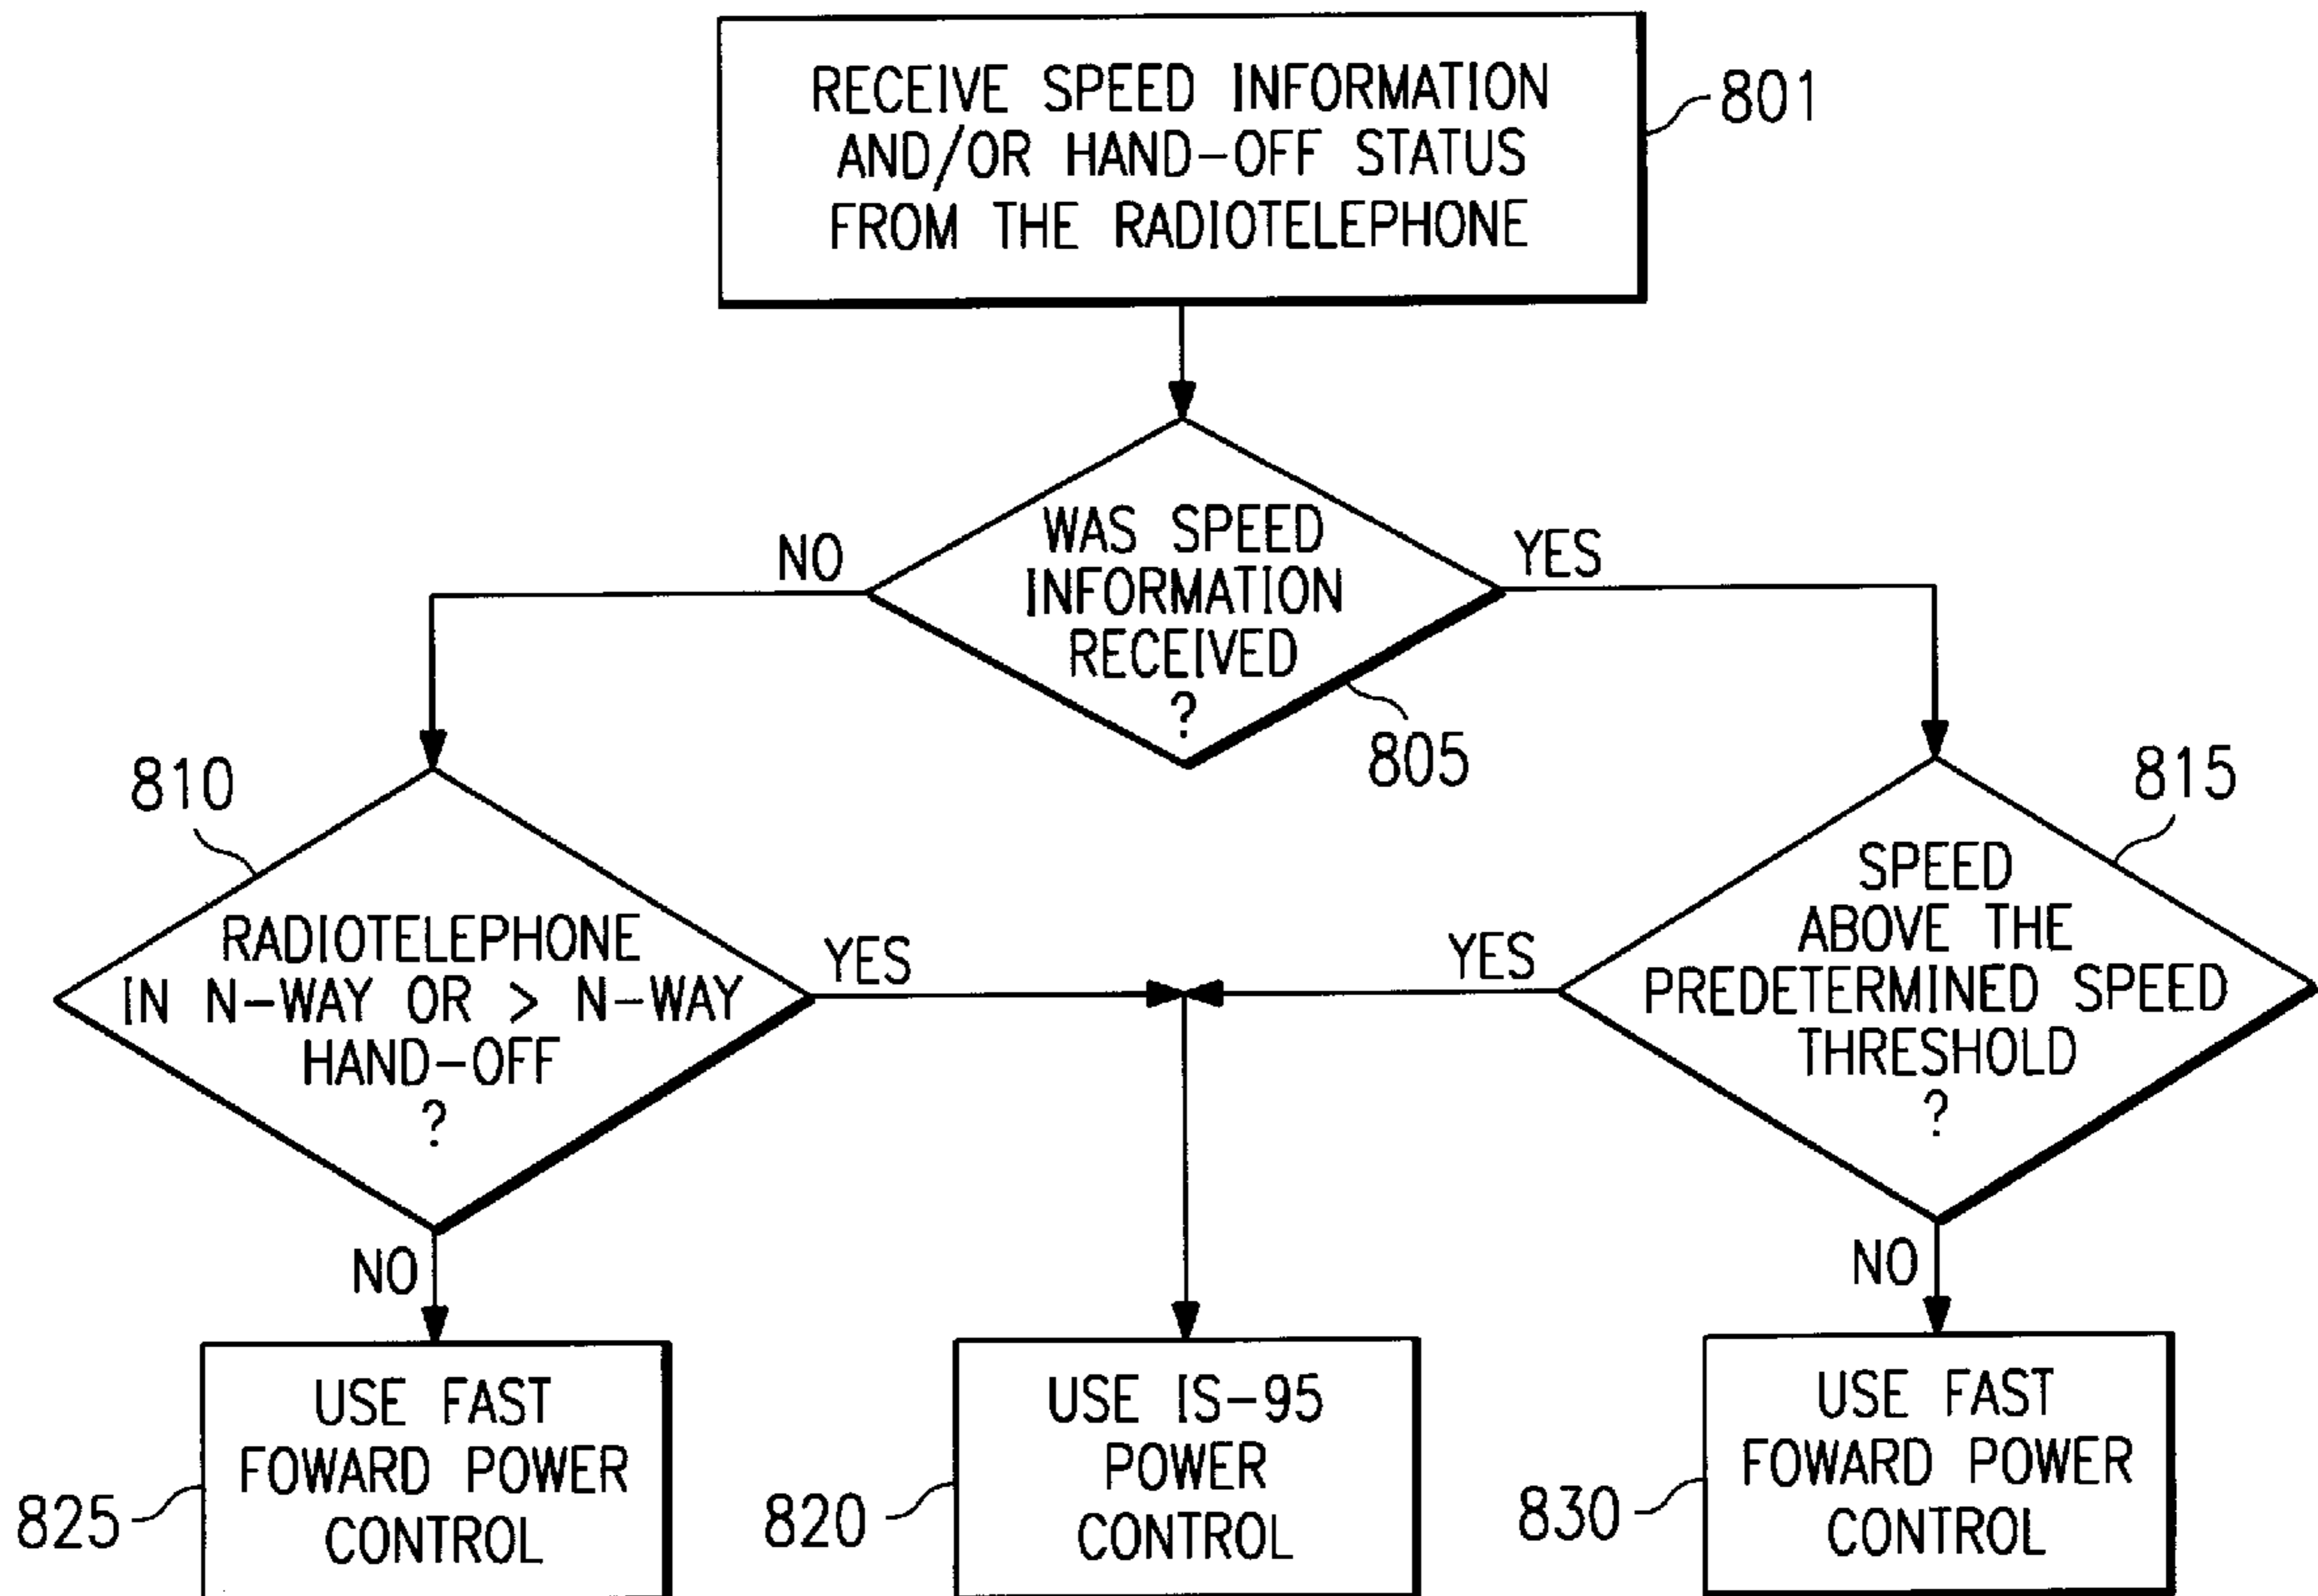 RECEIVE SPEED INFORMATION
AND/OR HAND-OFF STATUS
FROM THE RADIOTELEPHONE
801
WAS SPEED
INFORMATION
RECEIVED
?
NO
YES
805
810
815
RADIOTELEPHONE
IN N-WAY OR > N-WAY
HAND-OFF
?
YES
YES
SPEED
ABOVE THE
PREDETERMINED SPEED
THRESHOLD
?
NO
NO
USE FAST
FOWARD POWER
CONTROL
825
USE IS-95
POWER
CONTROL
820
USE FAST
FOWARD POWER
CONTROL
830